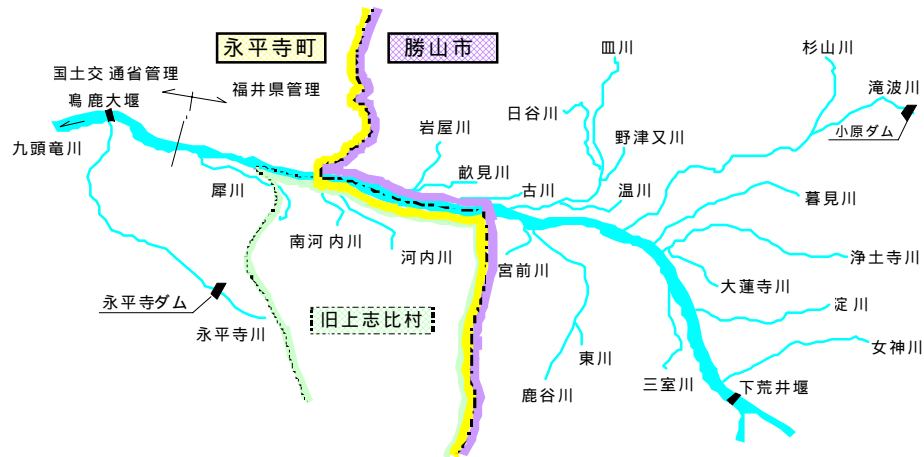 永平寺町
勝山市
皿川
杉山川
国土交通省管理
福井県管理
滝波川
鳴鹿大堰
岩屋川
日谷川
小原ダム
野津又川
九頭竜川
畝見川
古川
温川
暮見川
犀川
南河内川
河内川
宮前川
浄土寺川
大蓮寺川
永平寺ダム
旧上志比村
淀川
永平寺川
東川
女神川
鹿谷川
三室川
下荒井堰